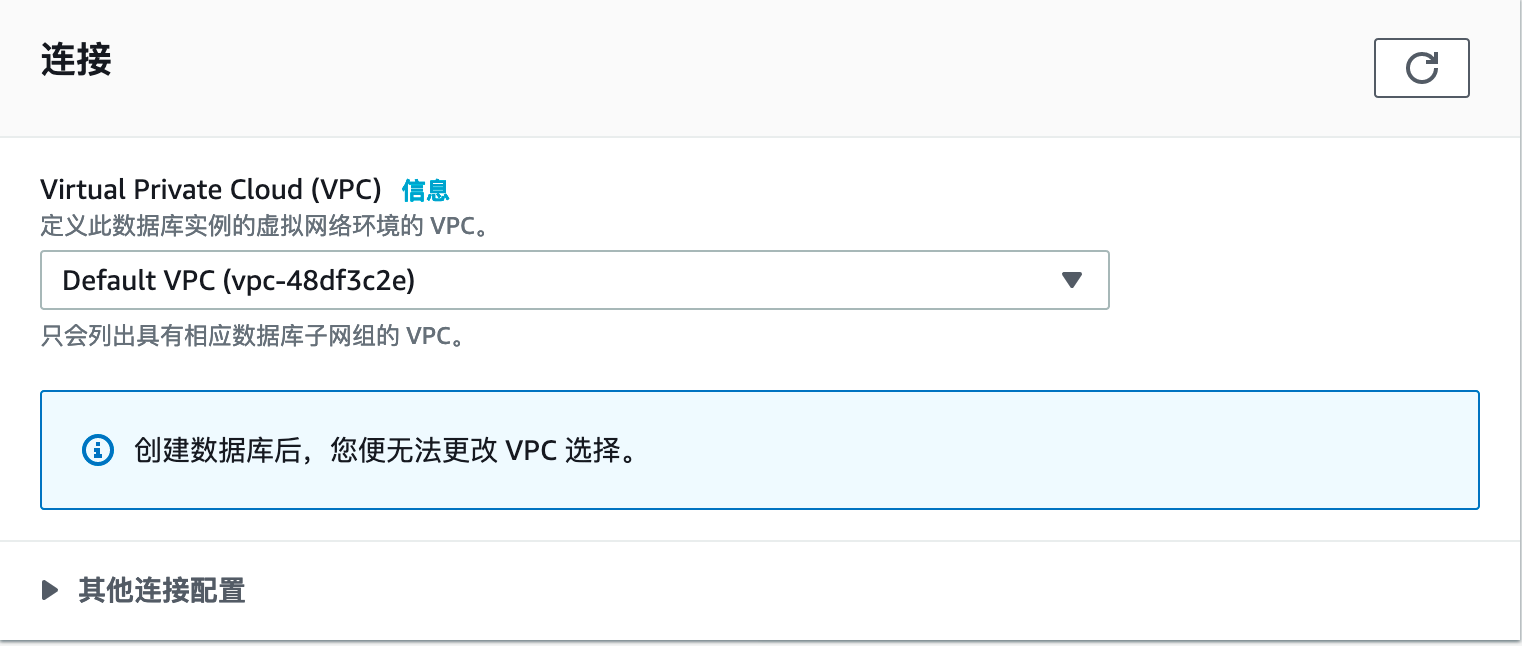 连接
Virtual Private Cloud (VPC) 信息
定义此数据库实例的虚拟网络环境的 VPC。
Default VPC (vpc-48df3c2e)
只会列出具有相应数据库子网组的 VPC。
创建数据库后，您便无法更改 VPC 选择。
其他连接配置